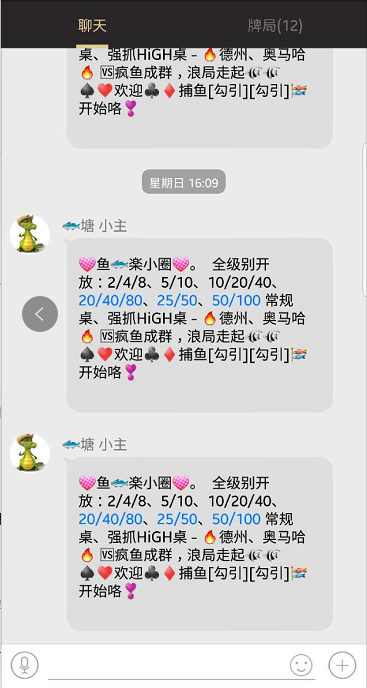 聊天
牌局(12)
桌、强抓HiGH桌-🔥德州、奥马哈
🔥 🆚疯鱼成群，浪局走起🐠🐠
♠️♥️欢迎♣️♦️捕鱼[勾引][勾引]🎏
开始咯❣️
星期日 16:09
🐟塘 小主
💟鱼🐟楽小圈💟。 全级别开
放：2/4/8、5/10、10/20/40、
20/40/80、25/50、50/100 常规
桌、强抓HiGH桌-🔥德州、奥马哈
🔥 🆚疯鱼成群，浪局走起🐠🐠
♠️♥️欢迎♣️♦️捕鱼[勾引][勾引]🎏
开始咯❣️
🐟塘 小主
💟鱼🐟楽小圈💟。 全级别开
放：2/4/8、5/10、10/20/40、
20/40/80、25/50、50/100 常规
桌、强抓HiGH桌-🔥德州、奥马哈
🔥 🆚疯鱼成群，浪局走起🐠🐠
♠️♥️欢迎♣️♦️捕鱼[勾引][勾引]🎏
开始咯❣️